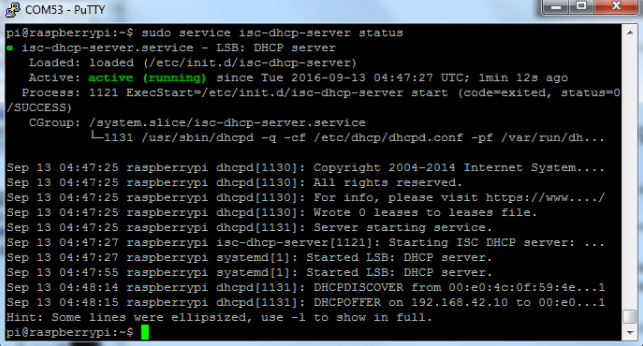 COM53 - PuTTY
pi@raspberrypi:~$ sudo service isc-dhcp-server status
● isc-dhcp-server.service - LSB: DHCP server
Loaded: loaded (/etc/init.d/isc-dhcp-server)
Active: active (running) since Tue 2016-09-13 04:47:27 UTC; 1min 12s ago
Process: 1121 ExecStart=/etc/init.d/isc-dhcp-server start (code=exited, status=0
/SUCCESS)
CGroup: /system.slice/isc-dhcp-server.service
└─1131 /usr/sbin/dhcpd -q -cf /etc/dhcp/dhcpd.conf -pf /var/run/dh...
Sep 13 04:47:25 raspberrypi dhcpd[1130]: Copyright 2004-2014 Internet System....
Sep 13 04:47:25 raspberrypi dhcpd[1130]: All rights reserved.
Sep 13 04:47:25 raspberrypi dhcpd[1130]: For info, please visit https://www..../
Sep 13 04:47:25 raspberrypi dhcpd[1130]: Wrote 0 leases to leases file.
Sep 13 04:47:25 raspberrypi dhcpd[1131]: Server starting service.
Sep 13 04:47:27 raspberrypi isc-dhcp-server[1121]: Starting ISC DHCP server: ...
Sep 13 04:47:27 raspberrypi systemd[1]: Started LSB: DHCP server.
Sep 13 04:47:55 raspberrypi systemd[1]: Started LSB: DHCP server.
Sep 13 04:48:14 raspberrypi dhcpd[1131]: DHCPDISCOVER from 00:e0:4c:0f:59:4e...1
Sep 13 04:48:15 raspberrypi dhcpd[1131]: DHCPOFFER on 192.168.42.10 to 00:e0...1
Hint: Some lines were ellipsized, use -l to show in full.
pi@raspberrypi:~$